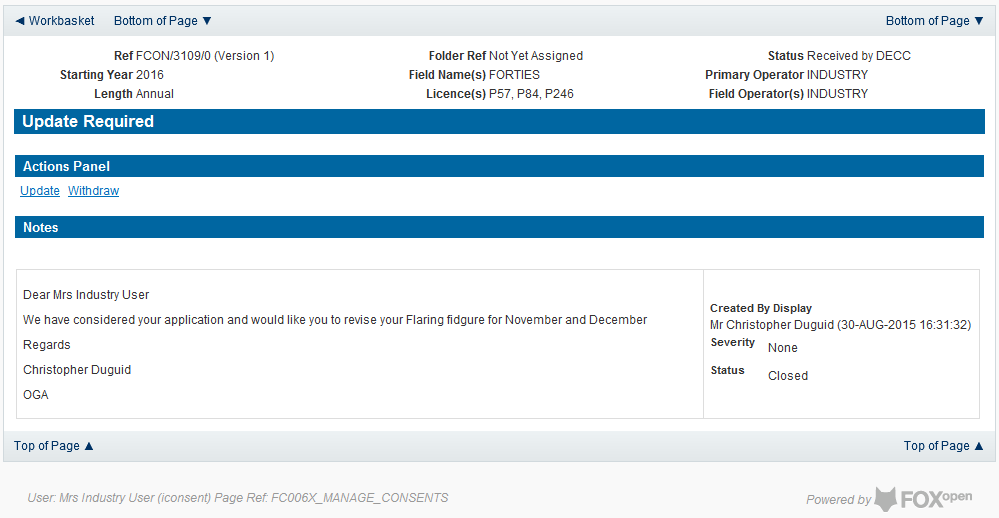 ◄ Workbasket Bottom of Page ▼ Bottom of Page ▼
Ref FCON/3109/0 (Version 1) Folder Ref Not Yet Assigned Status Received by DECC
Starting Year 2016 Field Name(s) FORTIES Primary Operator INDUSTRY
Length Annual Licence(s) P57, P84, P246 Field Operator(s) INDUSTRY
Update Required
Actions Panel
Update Withdraw
Notes
Dear Mrs Industry User
We have considered your application and would like you to revise your Flaring fidgure for November and December
Regards
Christopher Duguid
OGA
Created By Display
Mr Christopher Duguid (30-AUG-2015 16:31:32)
Severity None
Status Closed
Top of Page ▲ Top of Page ▲
User: Mrs Industry User (iconsent) Page Ref: FC006X_MANAGE_CONSENTS
Powered by FOXopen